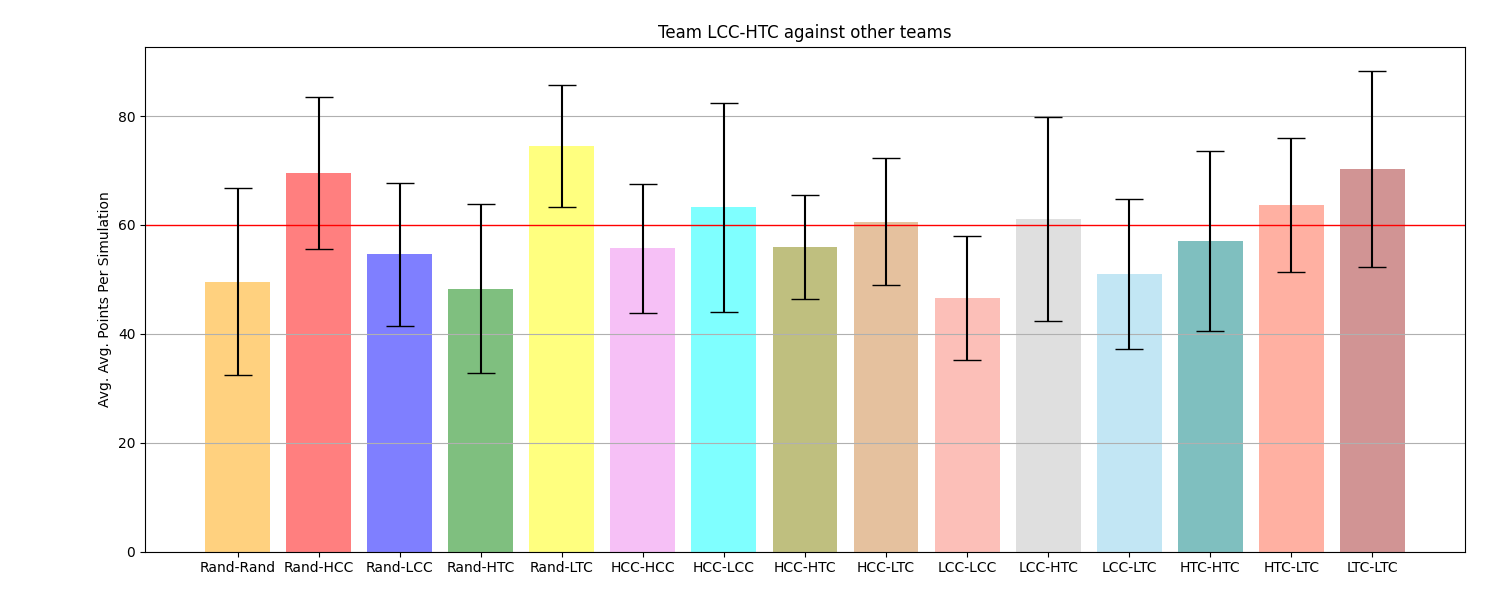 Team LCC-HTC against other teams
Avg. Avg. Points Per Simulation
80
60
40
20
0
Rand-Rand Rand-HCC Rand-LCC Rand-HTC Rand-LTC HCC-HCC HCC-LCC HCC-HTC HCC-LTC LCC-LCC LCC-HTC LCC-LTC HTC-HTC HTC-LTC LTC-LTC